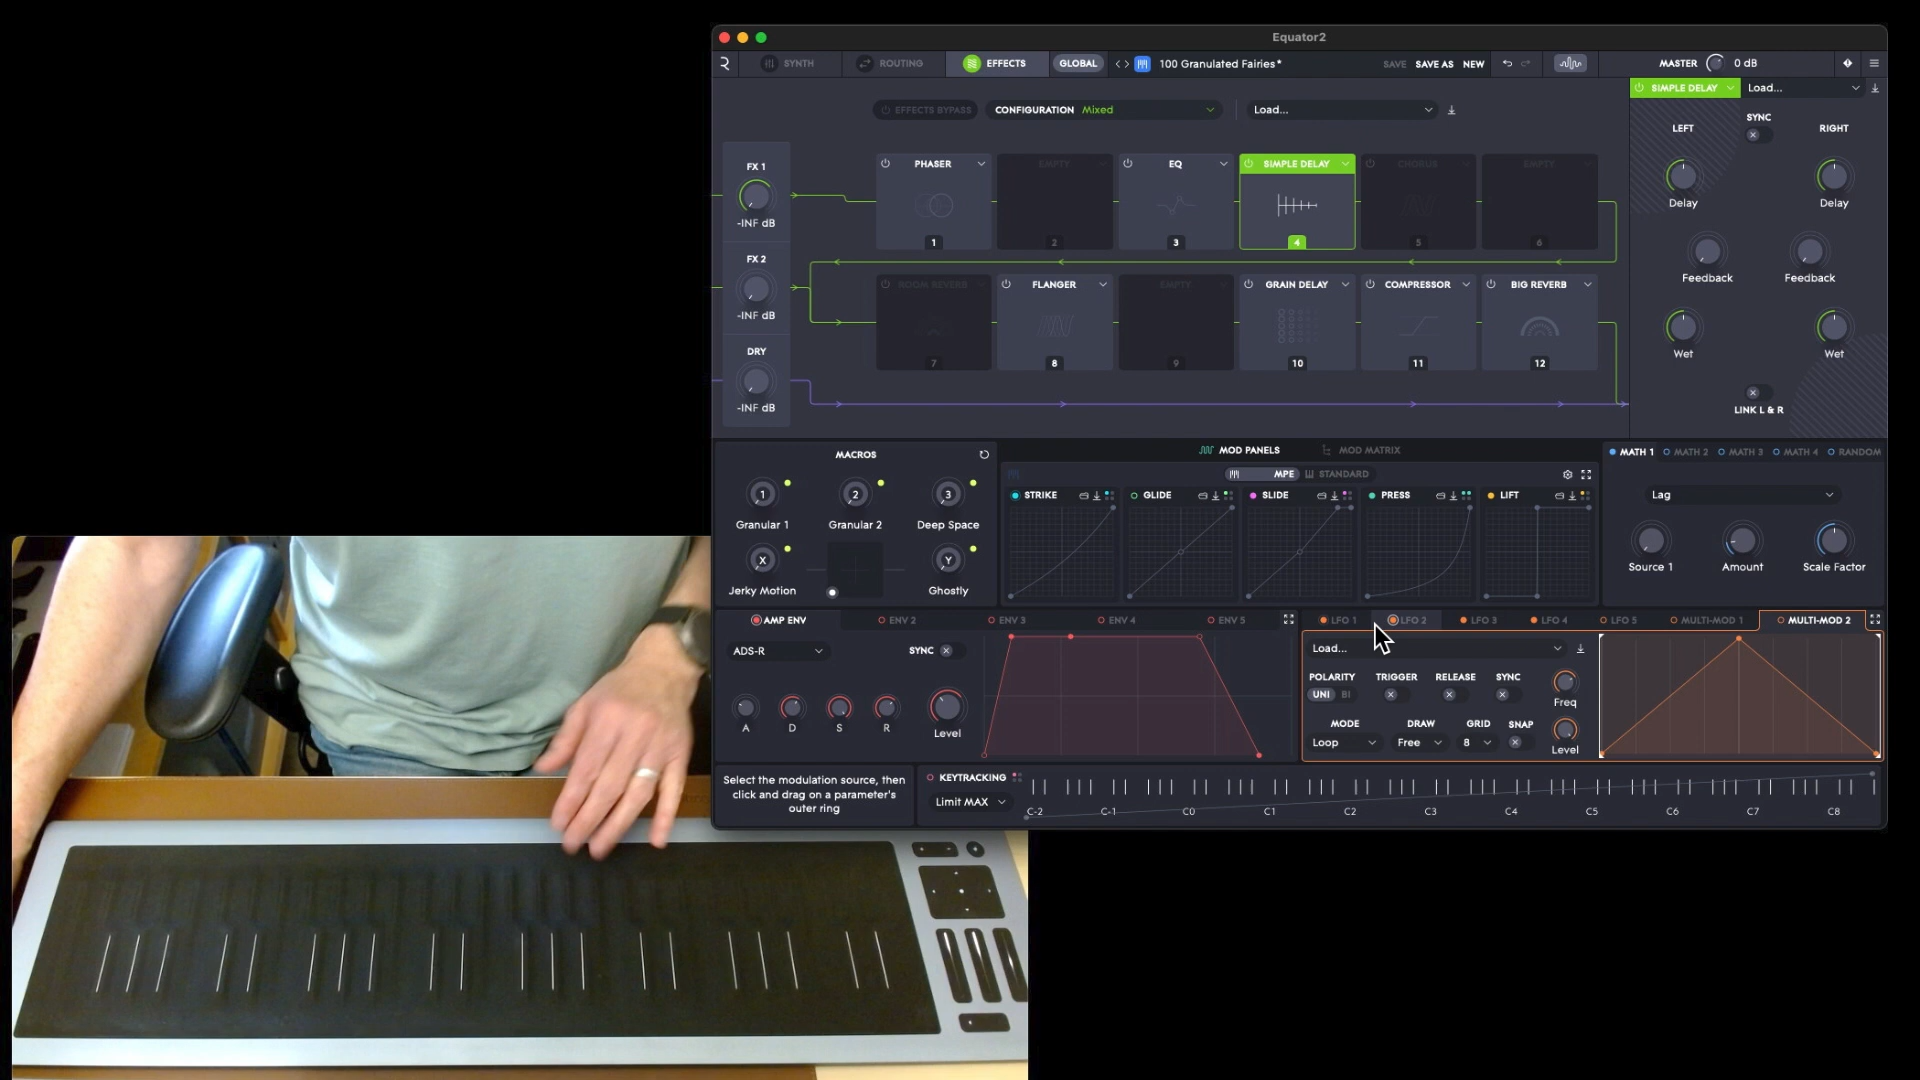 Equator2
SYNTH ROUTING EFFECTS GLOBAL 100 Granulated Fairies* SAVE SAVE AS NEW MASTER 0 dB
EFFECTS BYPASS CONFIGURATION Mixed Load...
SIMPLE DELAY Load...
SYNC
LEFT RIGHT
Delay Delay
Feedback Feedback
Wet Wet
LINK L & R
FX 1
-INF dB
FX 2
-INF dB
DRY
-INF dB
PHASER EMPTY EQ SIMPLE DELAY CHORUS EMPTY
1 2 3 4 5 6
ROOM REVERB FLANGER EMPTY GRAIN DELAY COMPRESSOR BIG REVERB
7 8 9 10 11 12
MACROS
1 2 3
Granular 1 Granular 2 Deep Space
X Y
Jerky Motion Ghostly
MOD PANELS MOD MATRIX
MPE STANDARD
STRIKE GLIDE SLIDE PRESS LIFT
MATH 1 MATH 2 MATH 3 MATH 4 RANDOM
Lag
Source 1 Amount Scale Factor
AMP ENV ENV 2 ENV 3 ENV 4 ENV 5
ADS-R SYNC
A D S R Level
LFO 1 LFO 2 LFO 3 LFO 4 LFO 5 MULTI-MOD 1 MULTI-MOD 2
Load...
POLARITY TRIGGER RELEASE SYNC
UNI BI
Freq
MODE DRAW GRID SNAP
Loop Free 8
Level
Select the modulation source, then
click and drag on a parameter's
outer ring
KEYTRACKING
Limit MAX
C-2 C-1 C0 C1 C2 C3 C4 C5 C6 C7 C8